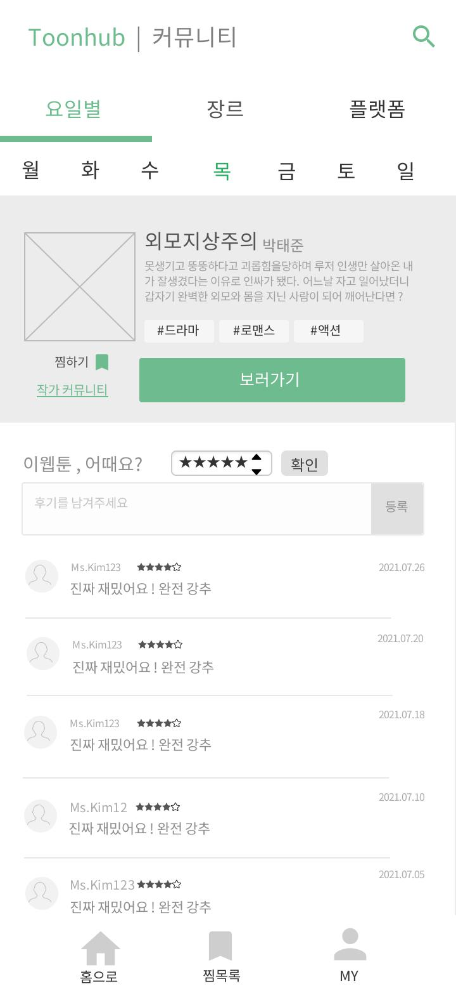 Toonhub | 커뮤니티
요일별 장르 플랫폼
월 화 수 목 금 토 일
외모지상주의 박태준
못생기고 뚱뚱하다고 괴롭힘을당하며 루저 인생만 살아온 내
가 잘생겼다는 이유로 인싸가 됐다. 어느날 자고 일어났더니
갑자기 완벽한 외모와 몸을 지닌 사람이 되어 깨어난다면 ?
#드라마 #로맨스 #액션
찜하기
작가 커뮤니티
보러가기
이웹툰 , 어때요? ★★★★★ 확인
후기를 남겨주세요 등록
Ms.Kim123 ★★★★☆ 2021.07.26
진짜 재밌어요 ! 완전 강추
Ms.Kim123 ★★★★☆ 2021.07.20
진짜 재밌어요 ! 완전 강추
Ms.Kim123 ★★★★☆ 2021.07.18
진짜 재밌어요 ! 완전 강추
Ms.Kim12 ★★★★☆ 2021.07.10
진짜 재밌어요 ! 완전 강추
Ms.Kim123 ★★★★☆ 2021.07.05
진짜 재밌어요 ! 완전 강추
홈으로 찜목록 MY